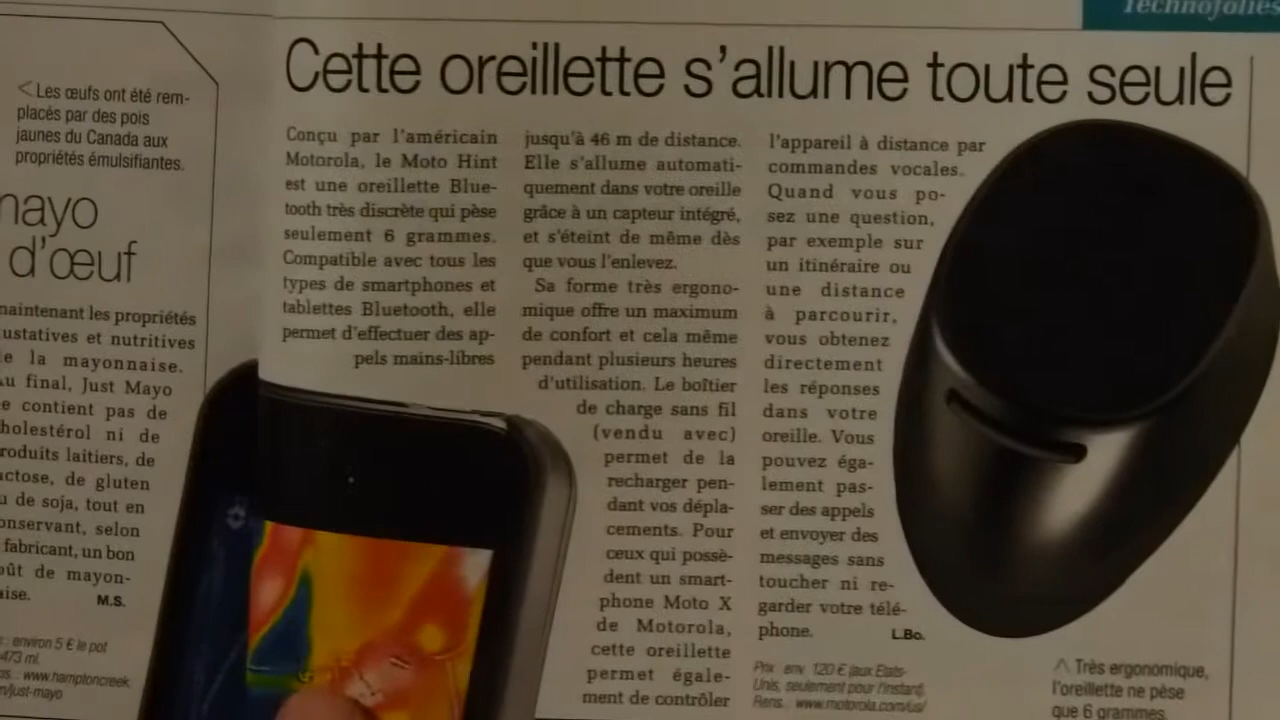 Technofolies
< Les œufs ont été rem-
placés par des pois
jaunes du Canada aux
propriétés émulsifiantes.
mayo
d'œuf
maintenant les propriétés
gustatives et nutritives
de la mayonnaise.
Au final, Just Mayo
ne contient pas de
cholestérol ni de
produits laitiers, de
lactose, de gluten
ou de soja, tout en
conservant, selon
fabricant, un bon
goût de mayon-
naise. M.S.
: environ 5 € le pot
473 ml.
www.hamptoncreek.
/just-mayo
Cette oreillette s'allume toute seule
Conçu par l'américain
Motorola, le Moto Hint
est une oreillette Blue-
tooth très discrète qui pèse
seulement 6 grammes.
Compatible avec tous les
types de smartphones et
tablettes Bluetooth, elle
permet d'effectuer des ap-
pels mains-libres
jusqu'à 46 m de distance.
Elle s'allume automati-
quement dans votre oreille
grâce à un capteur intégré,
et s'éteint de même dès
que vous l'enlevez.
Sa forme très ergono-
mique offre un maximum
de confort et cela même
pendant plusieurs heures
d'utilisation. Le boîtier
de charge sans fil
(vendu avec)
permet de la
recharger pen-
dant vos dépla-
cements. Pour
ceux qui possè-
dent un smart-
phone Moto X
de Motorola,
cette oreillette
permet égale-
ment de contrôler
l'appareil à distance par
commandes vocales.
Quand vous po-
sez une question,
par exemple sur
un itinéraire ou
une distance
à parcourir,
vous obtenez
directement
les réponses
dans votre
oreille. Vous
pouvez éga-
lement pas-
ser des appels
et envoyer des
messages sans
toucher ni re-
garder votre télé-
phone. L.Bo.
Prix : env. 120 € (aux Etats-
Unis, seulement pour l'instant).
Rens. : www.motorola.com/us/
^ Très ergonomique,
l'oreillette ne pèse
que 6 grammes.